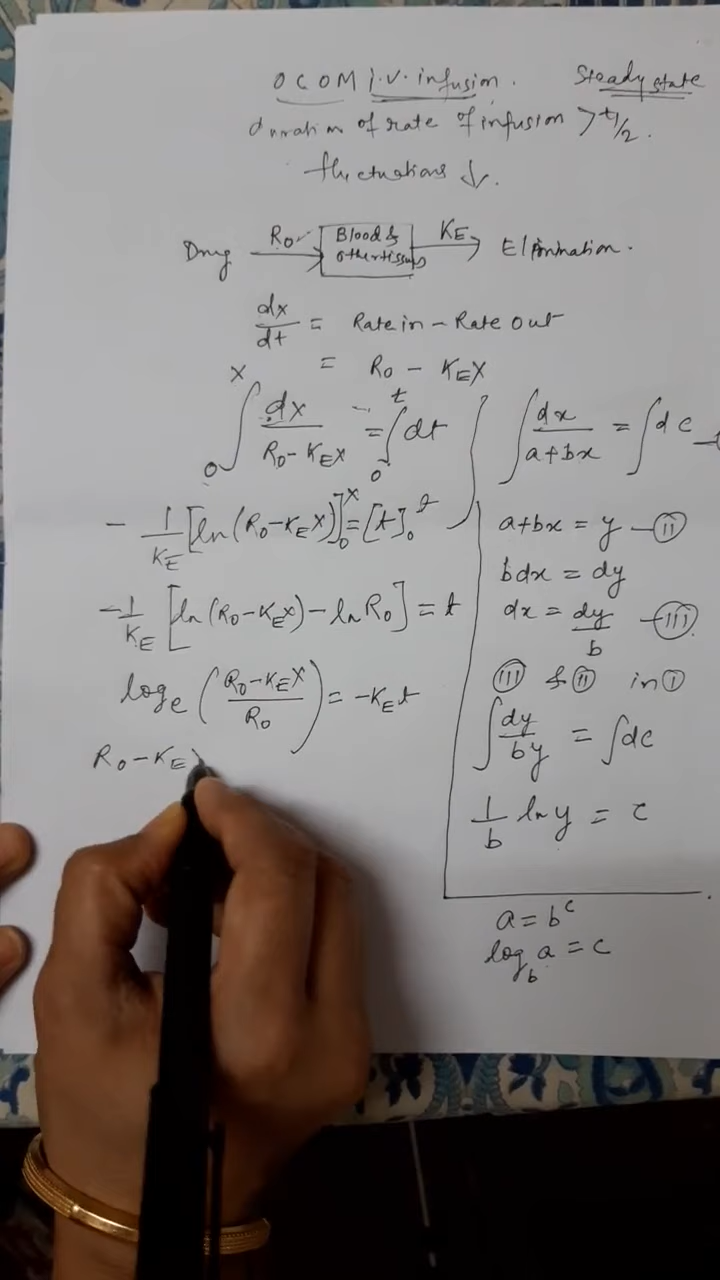 OCOM i.v. infusion. Steady state
duration of rate of infusion > t1/2.
fluctuations ↓.
Drug R0 → Blood & other tissues KE → Elimination.
dx/dt = Rate in - Rate out
= R0 - KEX
∫₀ˣ dx/(R0 - KEX) = ∫₀ᵗ dt
- 1/KE [ln (R0 - KEX)]₀ˣ = [t]₀ᵗ
- 1/KE [ln (R0 - KEX) - ln R0] = t
loge ((R0 - KEX)/R0) = -KEt
R0 - KE
∫ dx/(a+bx) = ∫ dc
a+bx = y - (II)
bdx = dy
dx = dy/b - (III)
(III) & (II) in (I)
∫ dy/by = ∫ dc
1/b ln y = c
a = b^c
log_b a = c